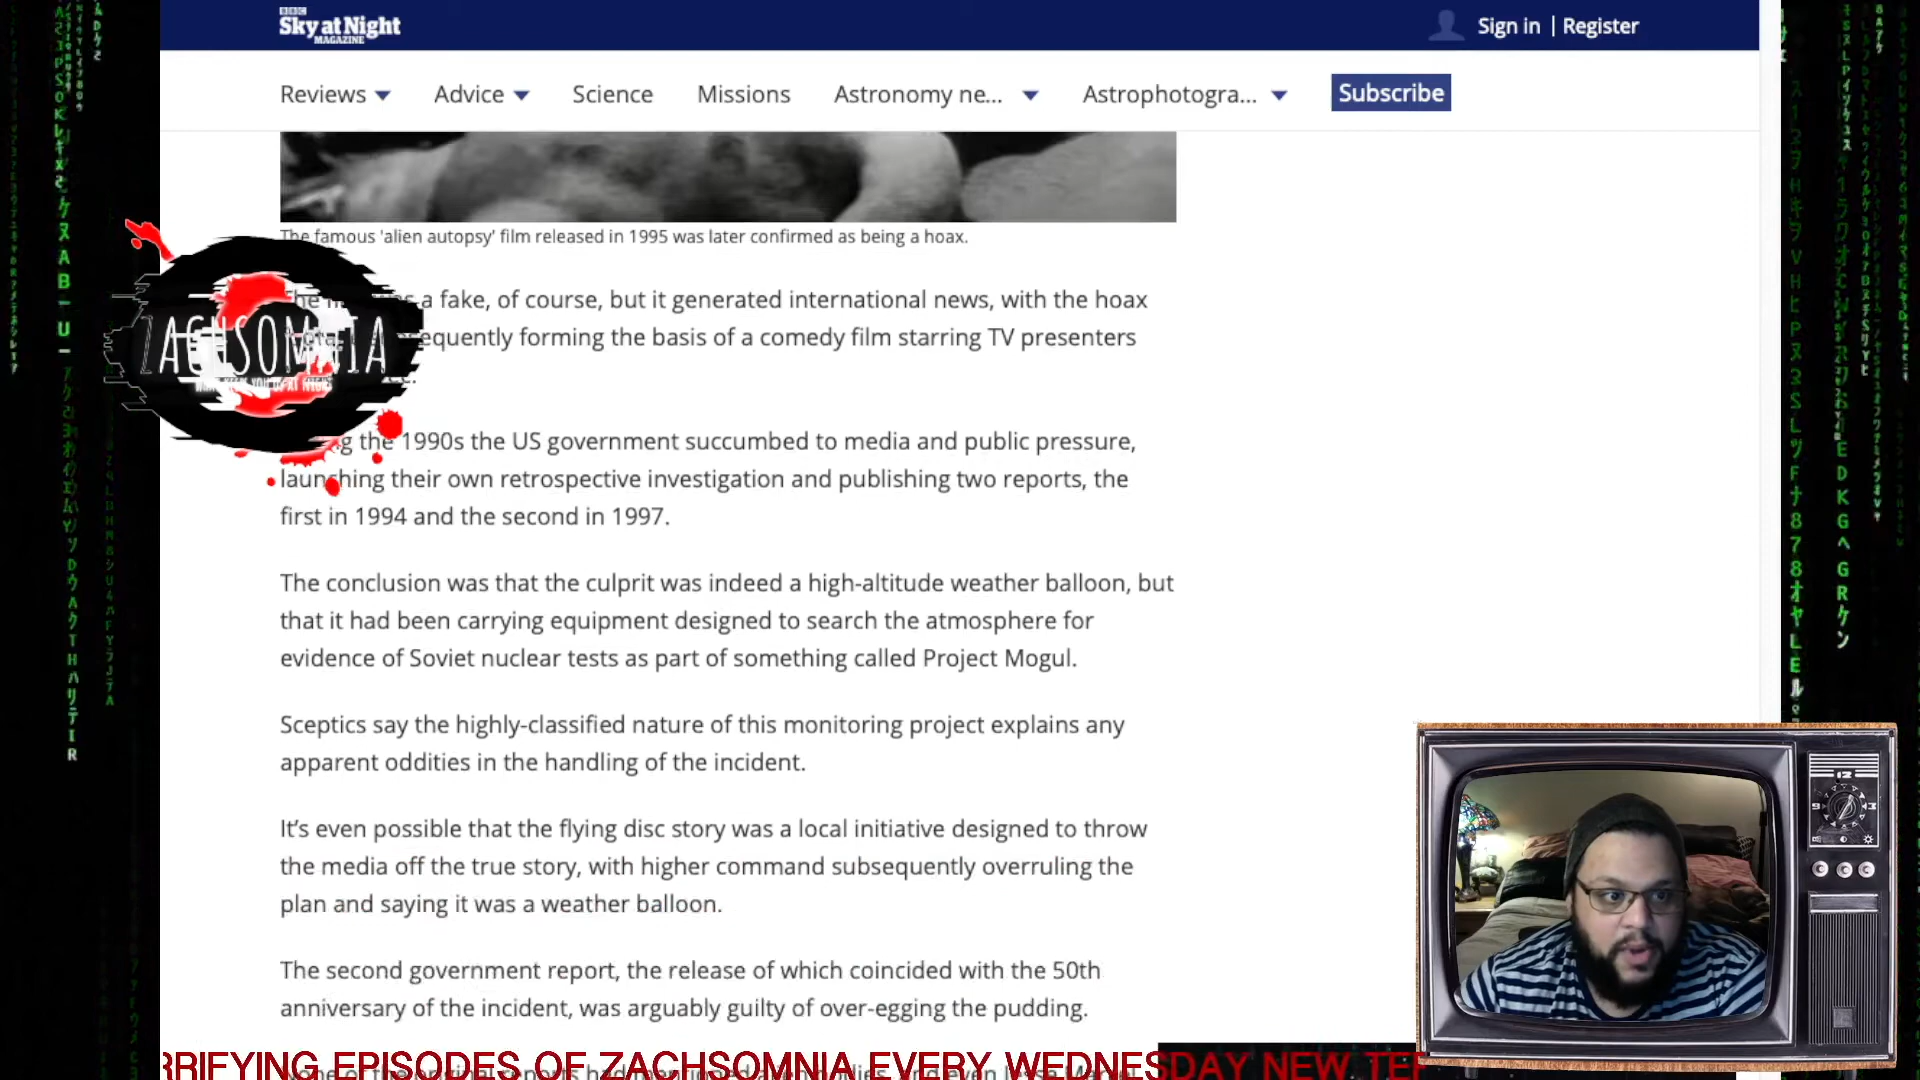 BBC
Sky at Night
MAGAZINE
Sign in | Register
Reviews
Advice
Science
Missions
Astronomy ne...
Astrophotogra...
Subscribe
The famous 'alien autopsy' film released in 1995 was later confirmed as being a hoax.
The a fake, of course, but it generated international news, with the hoax
equently forming the basis of a comedy film starring TV presenters
ZACHSOMNIA
g the 1990s the US government succumbed to media and public pressure,
launching their own retrospective investigation and publishing two reports, the
first in 1994 and the second in 1997.
The conclusion was that the culprit was indeed a high-altitude weather balloon, but
that it had been carrying equipment designed to search the atmosphere for
evidence of Soviet nuclear tests as part of something called Project Mogul.
Sceptics say the highly-classified nature of this monitoring project explains any
apparent oddities in the handling of the incident.
It's even possible that the flying disc story was a local initiative designed to throw
the media off the true story, with higher command subsequently overruling the
plan and saying it was a weather balloon.
The second government report, the release of which coincided with the 50th
anniversary of the incident, was arguably guilty of over-egging the pudding.
RRIFYING EPISODES OF ZACHSOMNIA EVERY WEDNESDAY NEW TER
12
9
3